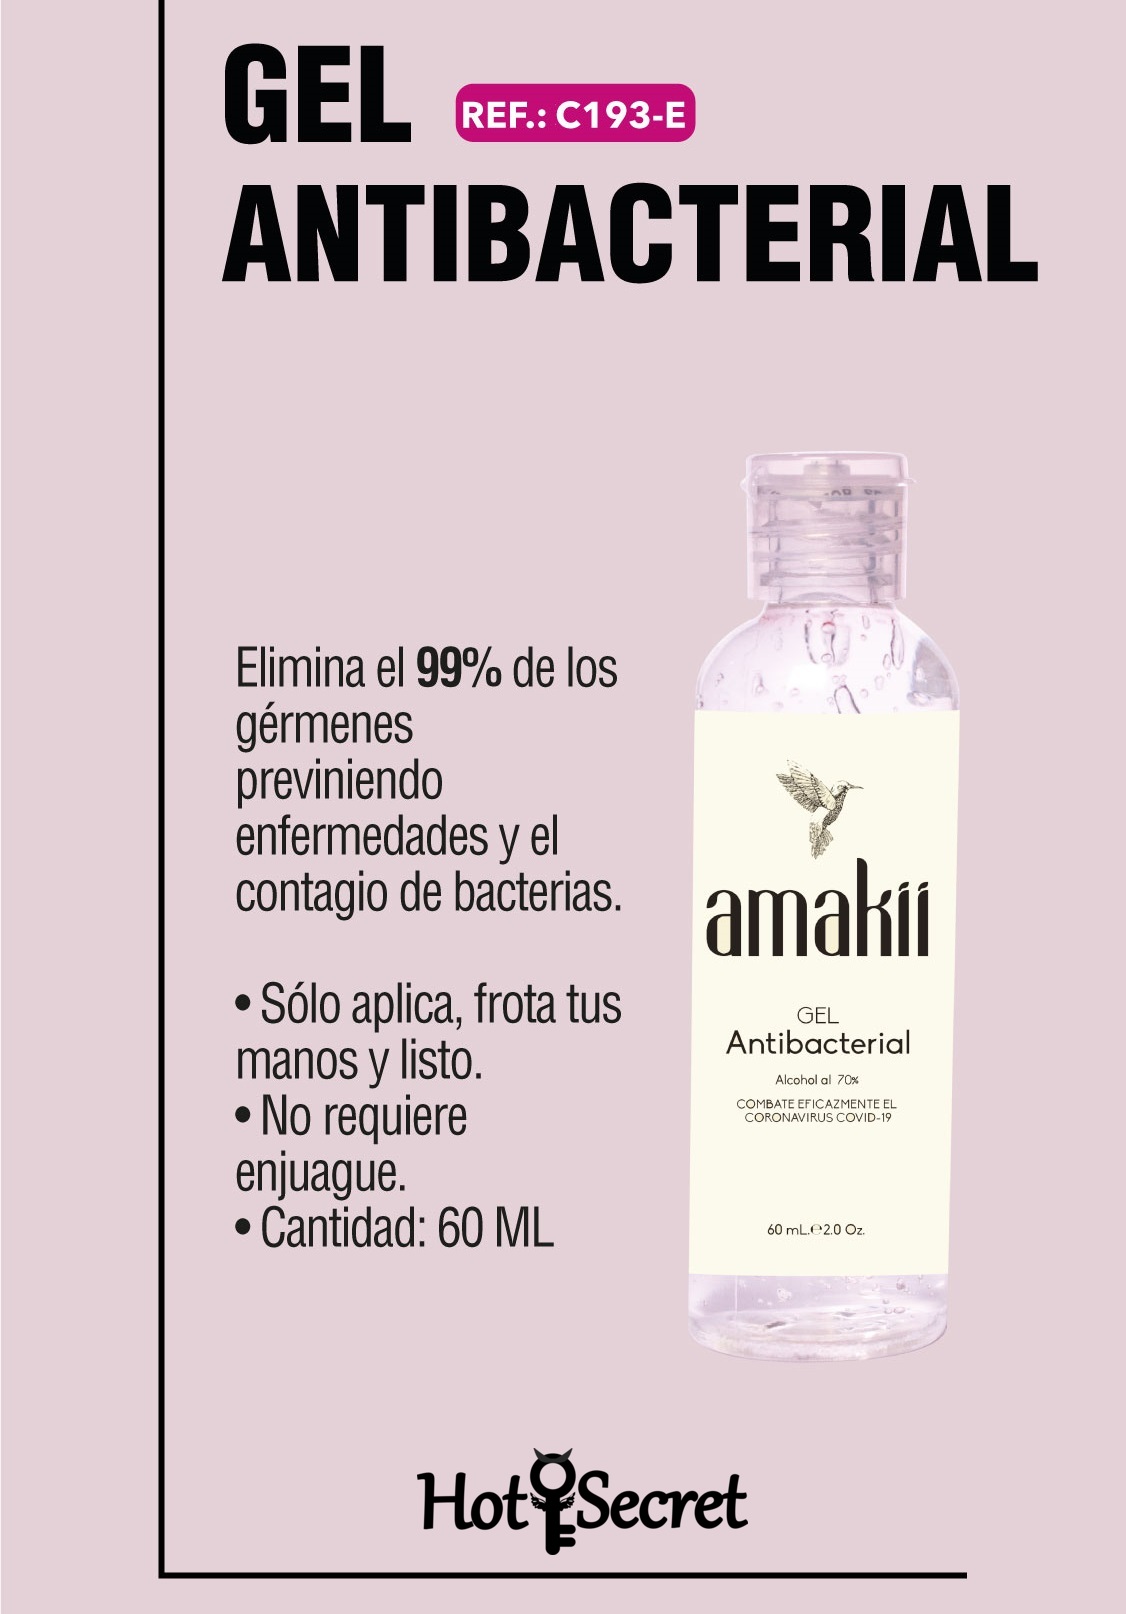 GEL
REF.: C193-E
ANTIBACTERIAL
Elimina el 99% de los
gérmenes
previniendo
enfermedades y el
contagio de bacterias.
• Sólo aplica, frota tus
manos y listo.
• No requiere
enjuague.
• Cantidad: 60 ML
amakii
GEL
Antibacterial
Alcohol al 70%
COMBATE EFICAZMENTE EL
CORONAVIRUS COVID-19
60 mL.℮2.0 Oz.
Hot Secret